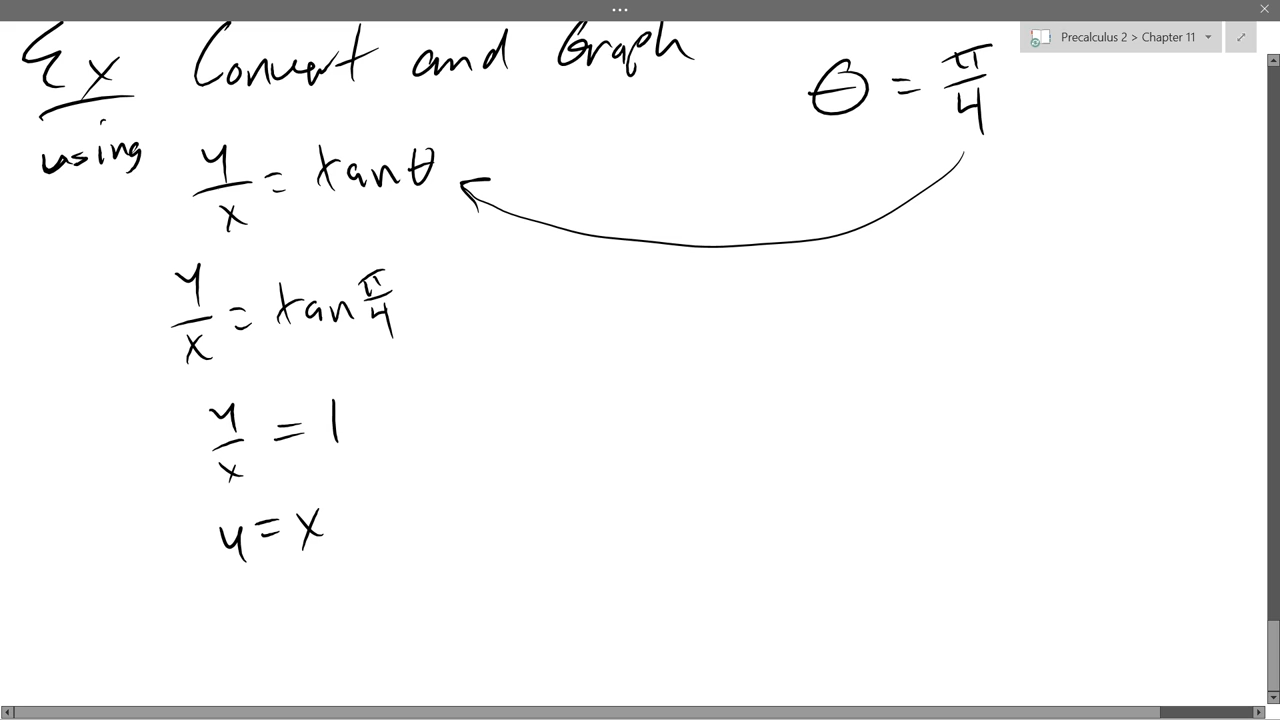 Precalculus 2 > Chapter 11
Ex Convert and Graph θ = π/4
using y/x = tanθ
y/x = tan π/4
y/x = 1
y = x